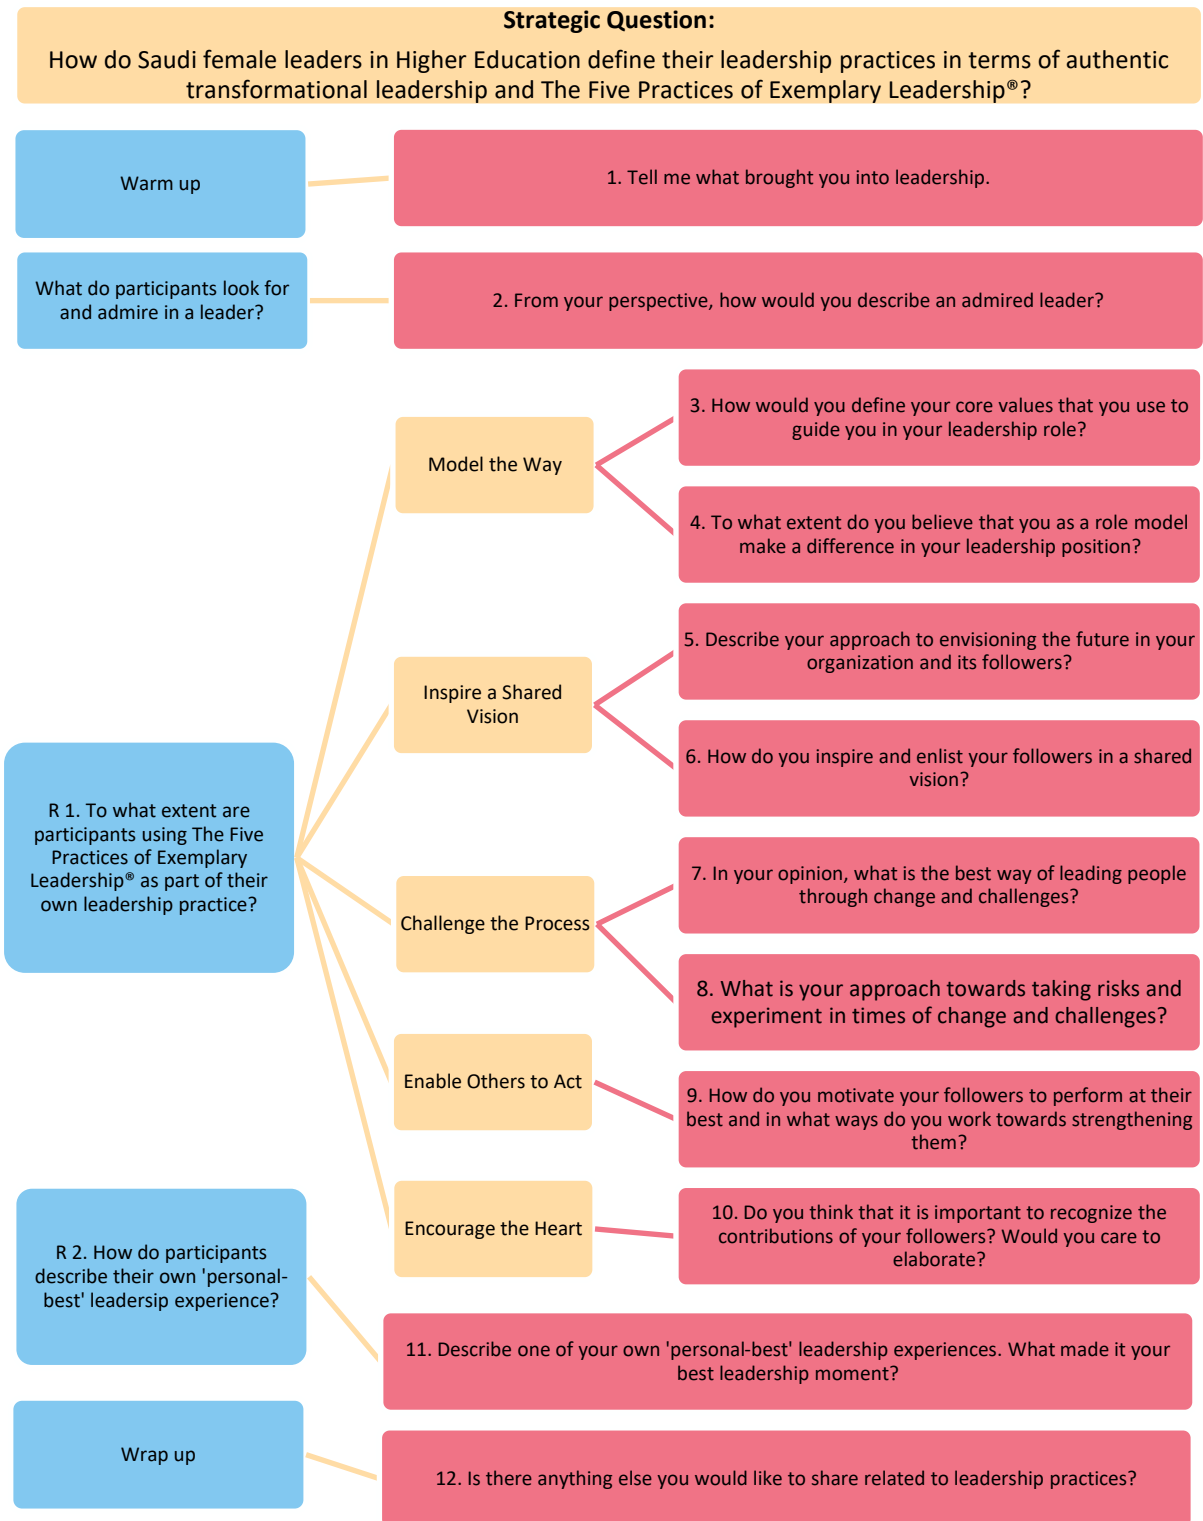 Strategic Question:
How do Saudi female leaders in Higher Education define their leadership practices in terms of authentic
transformational leadership and The Five Practices of Exemplary Leadership®?
Warm up
1. Tell me what brought you into leadership.
What do participants look for
and admire in a leader?
2. From your perspective, how would you describe an admired leader?
R 1. To what extent are
participants using The Five
Practices of Exemplary
Leadership® as part of their
own leadership practice?
Model the Way
3. How would you define your core values that you use to
guide you in your leadership role?
4. To what extent do you believe that you as a role model
make a difference in your leadership position?
Inspire a Shared
Vision
5. Describe your approach to envisioning the future in your
organization and its followers?
6. How do you inspire and enlist your followers in a shared
vision?
Challenge the Process
7. In your opinion, what is the best way of leading people
through change and challenges?
8. What is your approach towards taking risks and
experiment in times of change and challenges?
Enable Others to Act
9. How do you motivate your followers to perform at their
best and in what ways do you work towards strengthening
them?
Encourage the Heart
10. Do you think that it is important to recognize the
contributions of your followers? Would you care to
elaborate?
R 2. How do participants
describe their own 'personal-
best' leadersip experience?
11. Describe one of your own 'personal-best' leadership experiences. What made it your
best leadership moment?
Wrap up
12. Is there anything else you would like to share related to leadership practices?